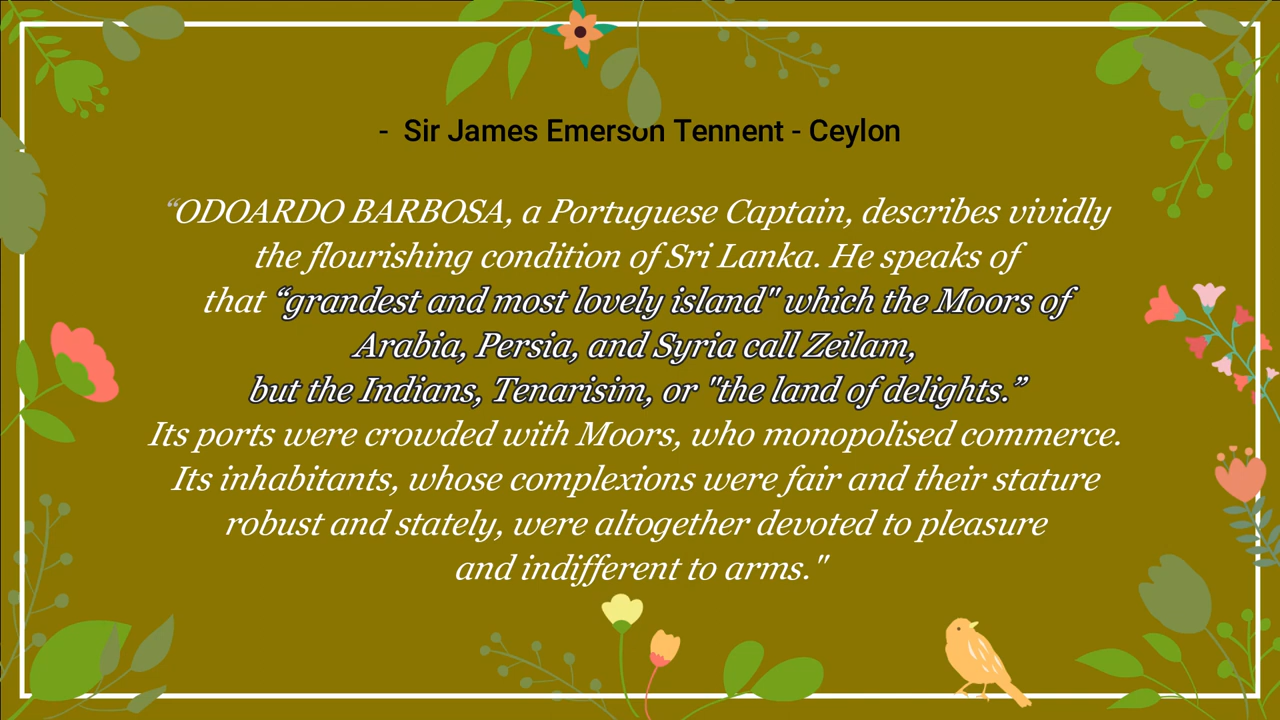 - Sir James Emerson Tennent - Ceylon
“ODOARDO BARBOSA, a Portuguese Captain, describes vividly
the flourishing condition of Sri Lanka. He speaks of
that “grandest and most lovely island" which the Moors of
Arabia, Persia, and Syria call Zeilam,
but the Indians, Tenarisim, or "the land of delights.”
Its ports were crowded with Moors, who monopolised commerce.
Its inhabitants, whose complexions were fair and their stature
robust and stately, were altogether devoted to pleasure
and indifferent to arms."